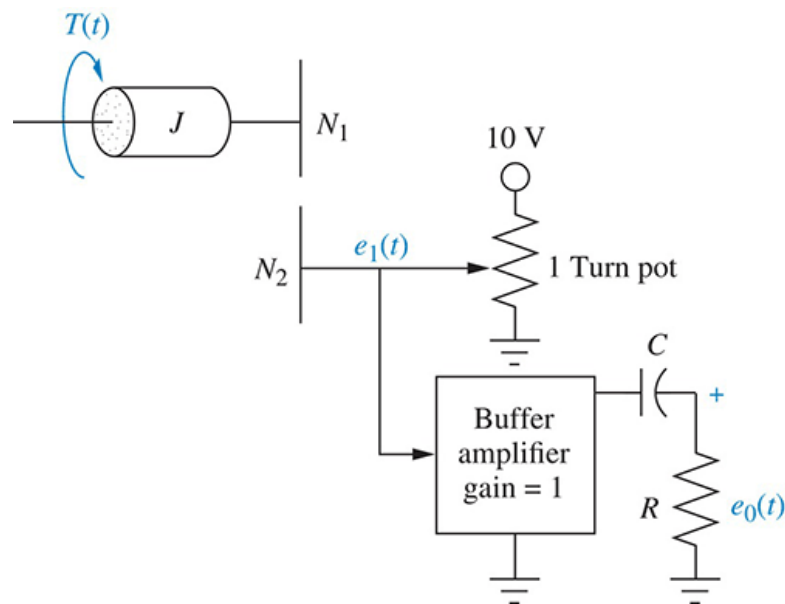 T(t)
J
N₁
10 V
e₁(t)
N₂
1 Turn pot
C
+
Buffer
amplifier
gain = 1
R
e₀(t)